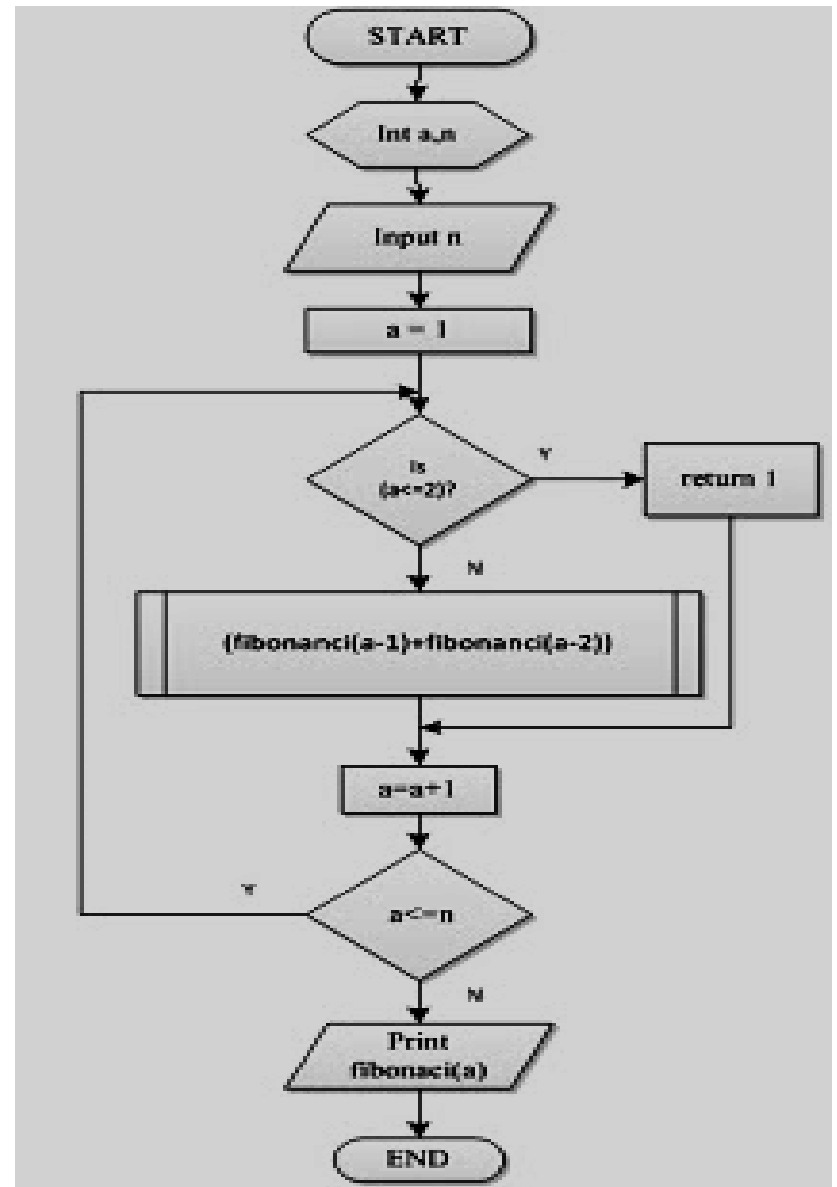 START
Int a,n
Input n
a = 1
Is
(a<=2)?
Y
return 1
N
(fibonanci(a-1)+fibonanci(a-2))
a=a+1
Y
a<=n
N
Print
fibonaci(a)
END